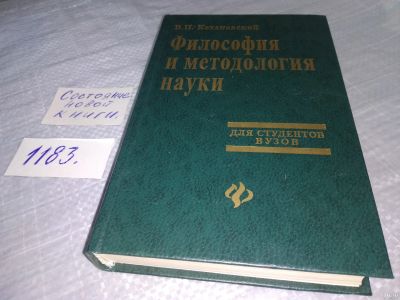 В.П. Кохановский
Философия
и методология
науки
ДЛЯ СТУДЕНТОВ
ВУЗОВ
Состояние
новой
книги.
1183.